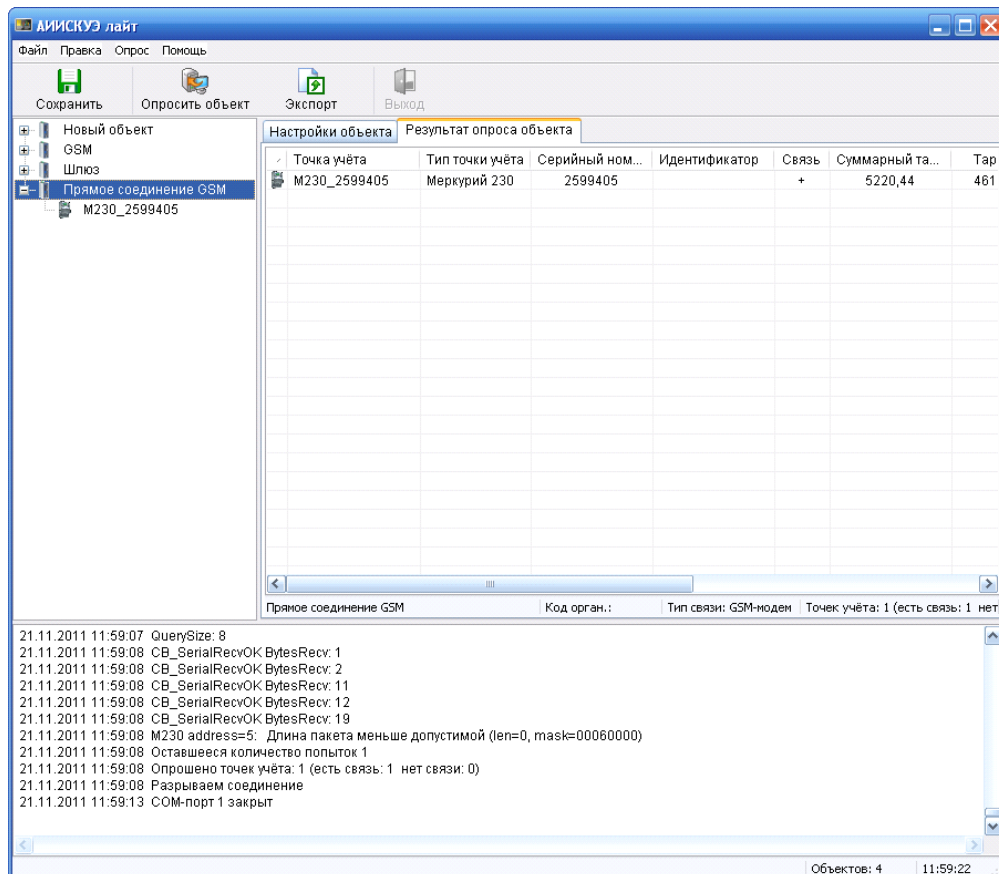 АИИСКУЭ лайт
Файл Правка Опрос Помощь
Сохранить Опросить объект Экспорт Выход
Новый объект
GSM
Шлюз
Прямое соединение GSM
М230_2599405
Настройки объекта Результат опроса объекта
Точка учёта Тип точки учёта Серийный ном... Идентификатор Связь Суммарный та... Тар
М230_2599405 Меркурий 230 2599405 + 5220,44 461
Прямое соединение GSM Код орган.: Тип связи: GSM-модем Точек учёта: 1 (есть связь: 1 нет
21.11.2011 11:59:07 QuerySize: 8
21.11.2011 11:59:08 CB_SerialRecvOK BytesRecv: 1
21.11.2011 11:59:08 CB_SerialRecvOK BytesRecv: 2
21.11.2011 11:59:08 CB_SerialRecvOK BytesRecv: 11
21.11.2011 11:59:08 CB_SerialRecvOK BytesRecv: 12
21.11.2011 11:59:08 CB_SerialRecvOK BytesRecv: 19
21.11.2011 11:59:08 M230 address=5: Длина пакета меньше допустимой (len=0, mask=00060000)
21.11.2011 11:59:08 Оставшееся количество попыток 1
21.11.2011 11:59:08 Опрошено точек учёта: 1 (есть связь: 1 нет связи: 0)
21.11.2011 11:59:08 Разрываем соединение
21.11.2011 11:59:13 COM-порт 1 закрыт
Объектов: 4 11:59:22